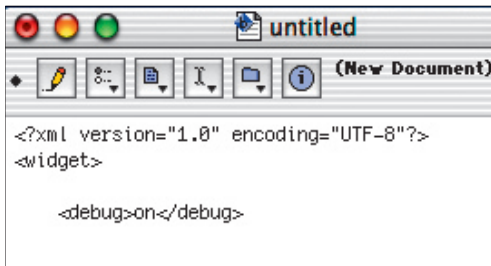 untitled
(New Document)
<?xml version="1.0" encoding="UTF-8"?>
<widget>
<debug>on</debug>